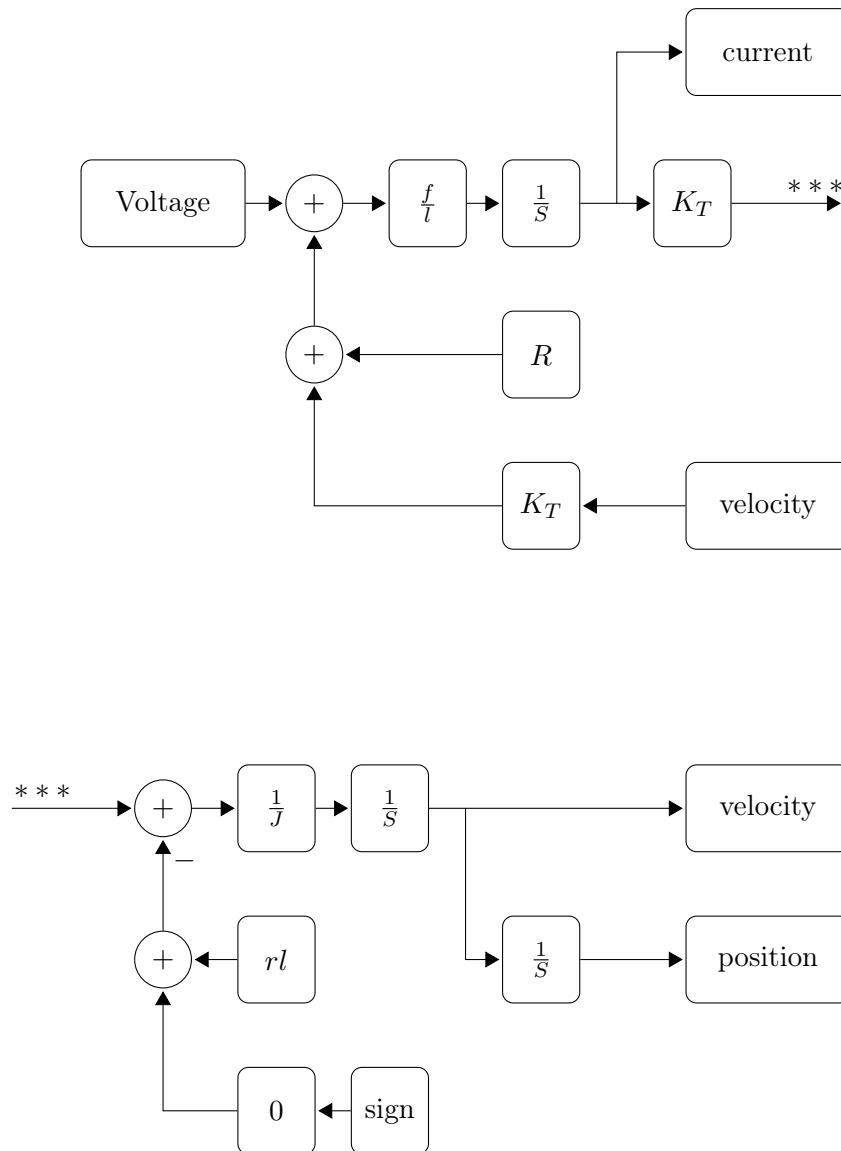 current
Voltage + f/l 1/S K_T ***
+ R
K_T velocity
*** + 1/J 1/S velocity
−
+ rl 1/S position
0 sign